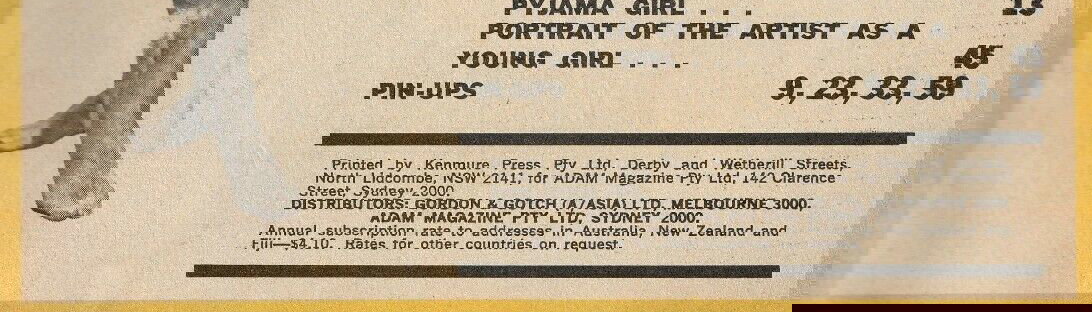 PYJAMA GIRL . . . 13
PORTRAIT OF THE ARTIST AS A
YOUNG GIRL . . . 45
PIN-UPS 9, 23, 33, 59
Printed by Kenmure Press Pty Ltd, Derby and Wetherill Streets
North Lidcombe, NSW 2141, for ADAM Magazine Pty Ltd, 142 Clarence
Street Sydney 2000.
DISTRIBUTORS: GORDON & GOTCH (A/ASIA) LTD, MELBOURNE 3000.
ADAM MAGAZINE PTY LTD, SYDNEY 2000.
Annual subscription rate to addresses in Australia, New Zealand and
Fiji—$4.10. Rates for other countries on request.